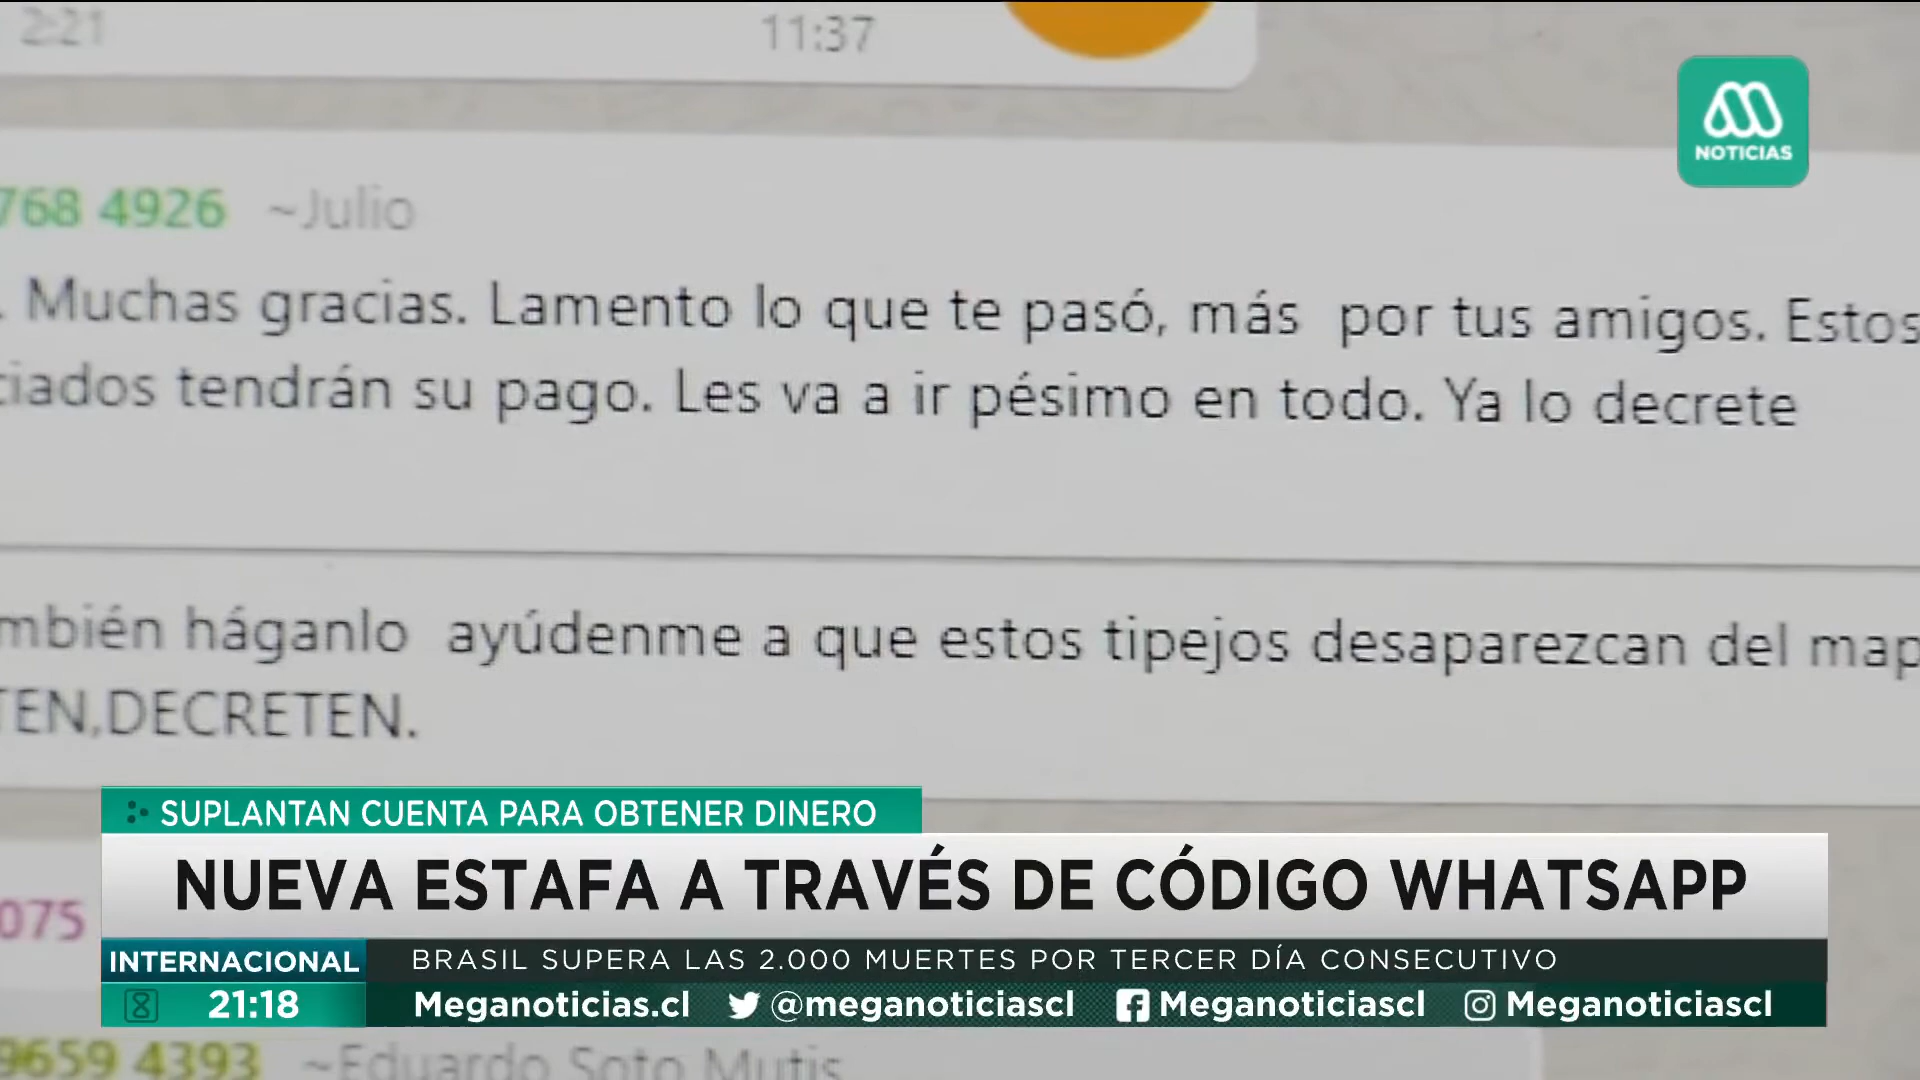 2:21
11:37
NOTICIAS
768 4926 ~Julio
. Muchas gracias. Lamento lo que te pasó, más por tus amigos. Estos
ciados tendrán su pago. Les va a ir pésimo en todo. Ya lo decrete
mbién háganlo ayúdenme a que estos tipejos desaparezcan del map
TEN,DECRETEN.
SUPLANTAN CUENTA PARA OBTENER DINERO
NUEVA ESTAFA A TRAVÉS DE CÓDIGO WHATSAPP
075
INTERNACIONAL BRASIL SUPERA LAS 2.000 MUERTES POR TERCER DÍA CONSECUTIVO
21:18 Meganoticias.cl @meganoticiascl Meganoticiascl Meganoticiascl
9659 4393 ~Eduardo Soto Mutis